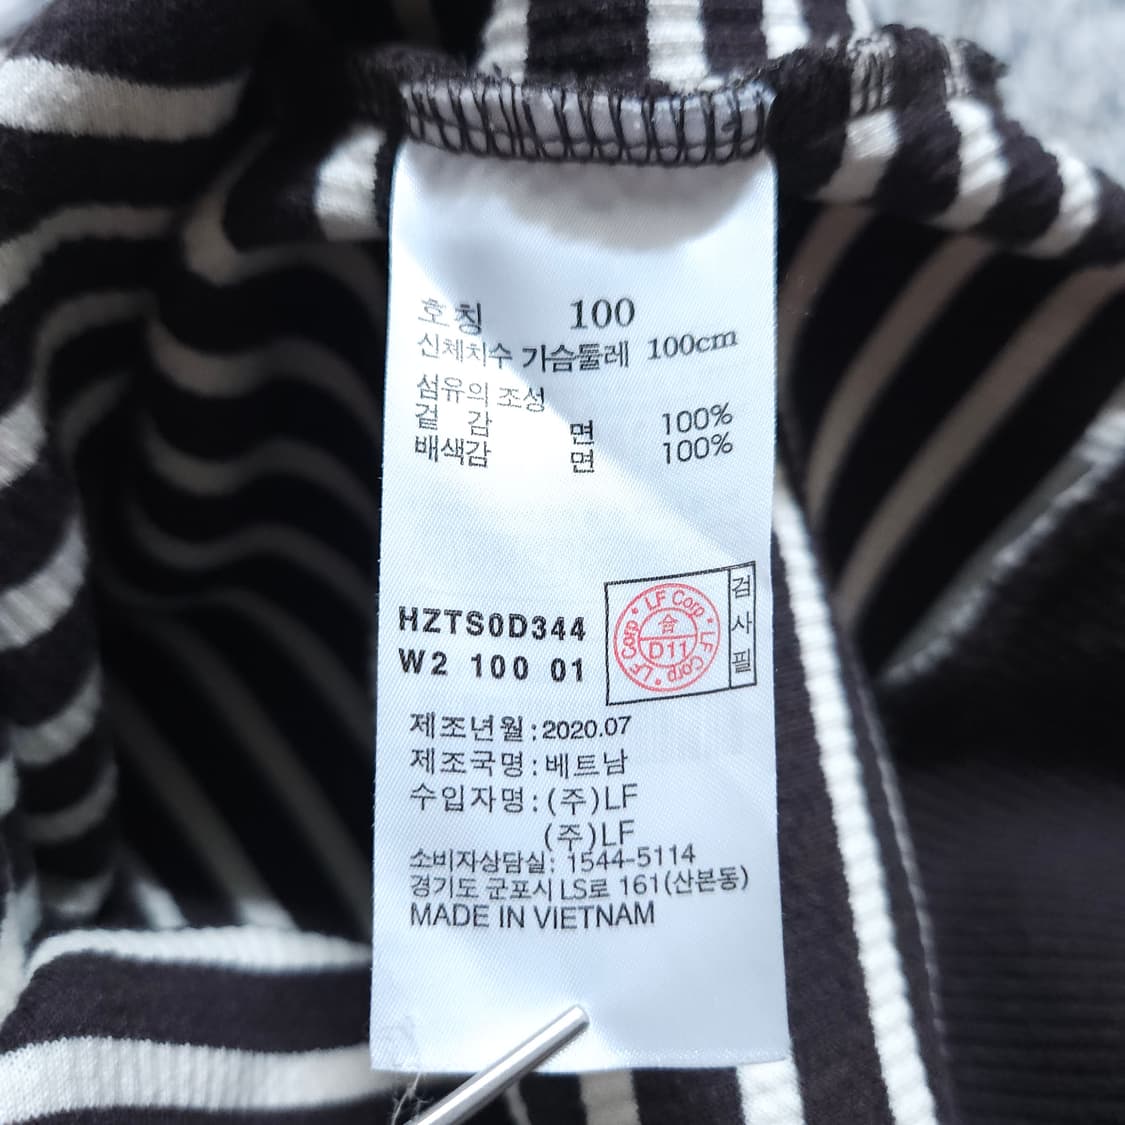 호칭 100
신체치수 가슴둘레 100cm
섬유의 조성
겉 감 면 100%
배색감 면 100%
HZTS0D344
W2 100 01
LF Corp · LF Corp · LF Corp ·
合
D11
검사필
제조년월:2020.07
제조국명:베트남
수입자명:(주)LF
(주)LF
소비자상담실: 1544-5114
경기도 군포시 LS로 161(산본동)
MADE IN VIETNAM